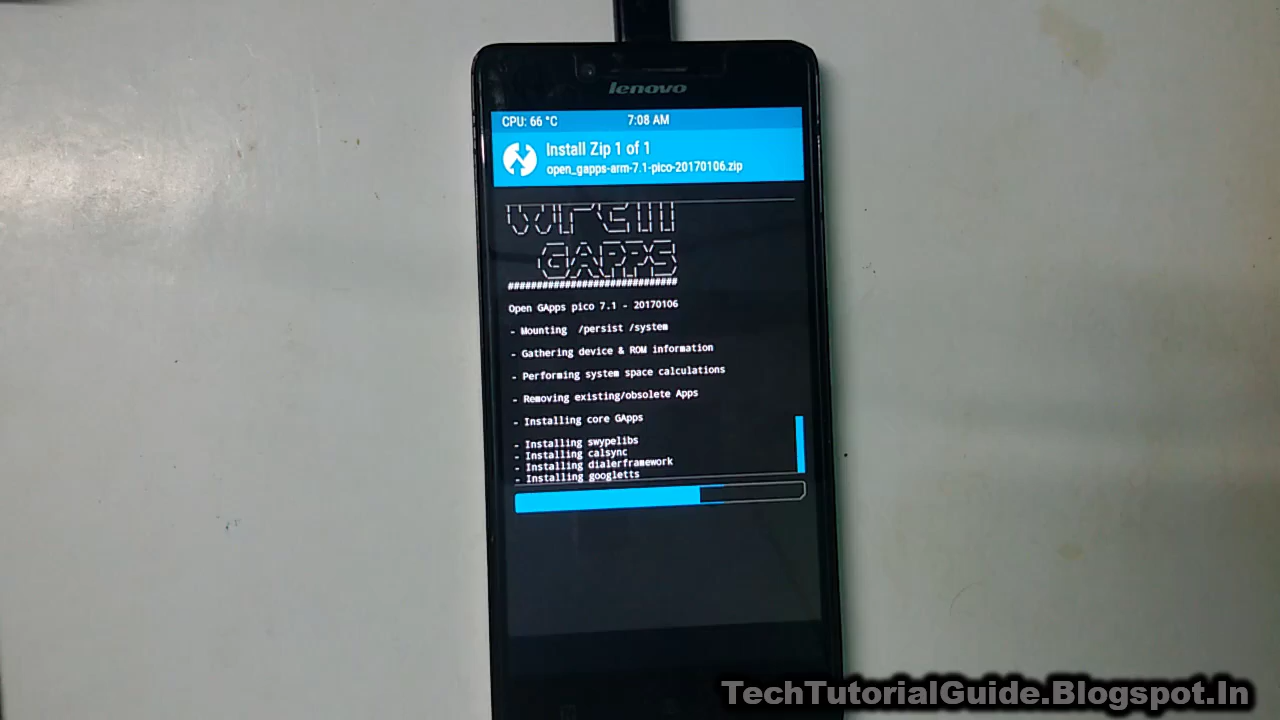 lenovo
CPU: 66 °C 7:08 AM
Install Zip 1 of 1
open_gapps-arm-7.1-pico-20170106.zip
GAPPS
##############################
Open GApps pico 7.1 - 20170106
- Mounting /persist /system
- Gathering device & ROM information
- Performing system space calculations
- Removing existing/obsolete Apps
- Installing core GApps
- Installing swypelibs
- Installing calsync
- Installing dialerframework
- Installing googletts
TechTutorialGuide.Blogspot.In